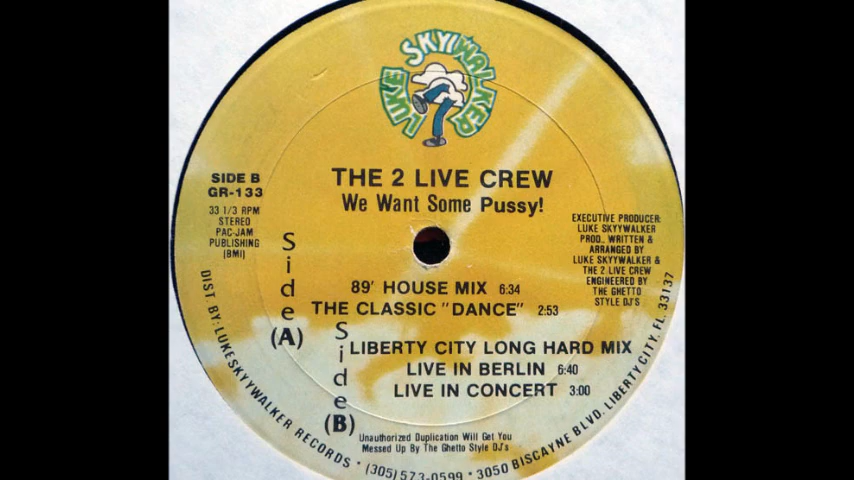 LUKE SKYYWALKER
SIDE B
GR-133
33 1/3 RPM
STEREO
PAC-JAM
PUBLISHING
(BMI)
THE 2 LIVE CREW
We Want Some Pussy!
EXECUTIVE PRODUCER:
LUKE SKYYWALKER
PROD., WRITTEN &
ARRANGED BY
LUKE SKYYWALKER &
THE 2 LIVE CREW
ENGINEERED BY
THE GHETTO
STYLE DJ'S
Side (A)
89' HOUSE MIX 6:34
THE CLASSIC "DANCE" 2:53
Side (B)
LIBERTY CITY LONG HARD MIX
LIVE IN BERLIN 6:40
LIVE IN CONCERT 3:00
Unauthorized Duplication Will Get You
Messed Up By The Ghetto Style DJ's
DIST. BY: LUKE SKYYWALKER RECORDS * (305) 573-0599 * 3050 BISCAYNE BLVD. LIBERTY CITY, FL. 33137